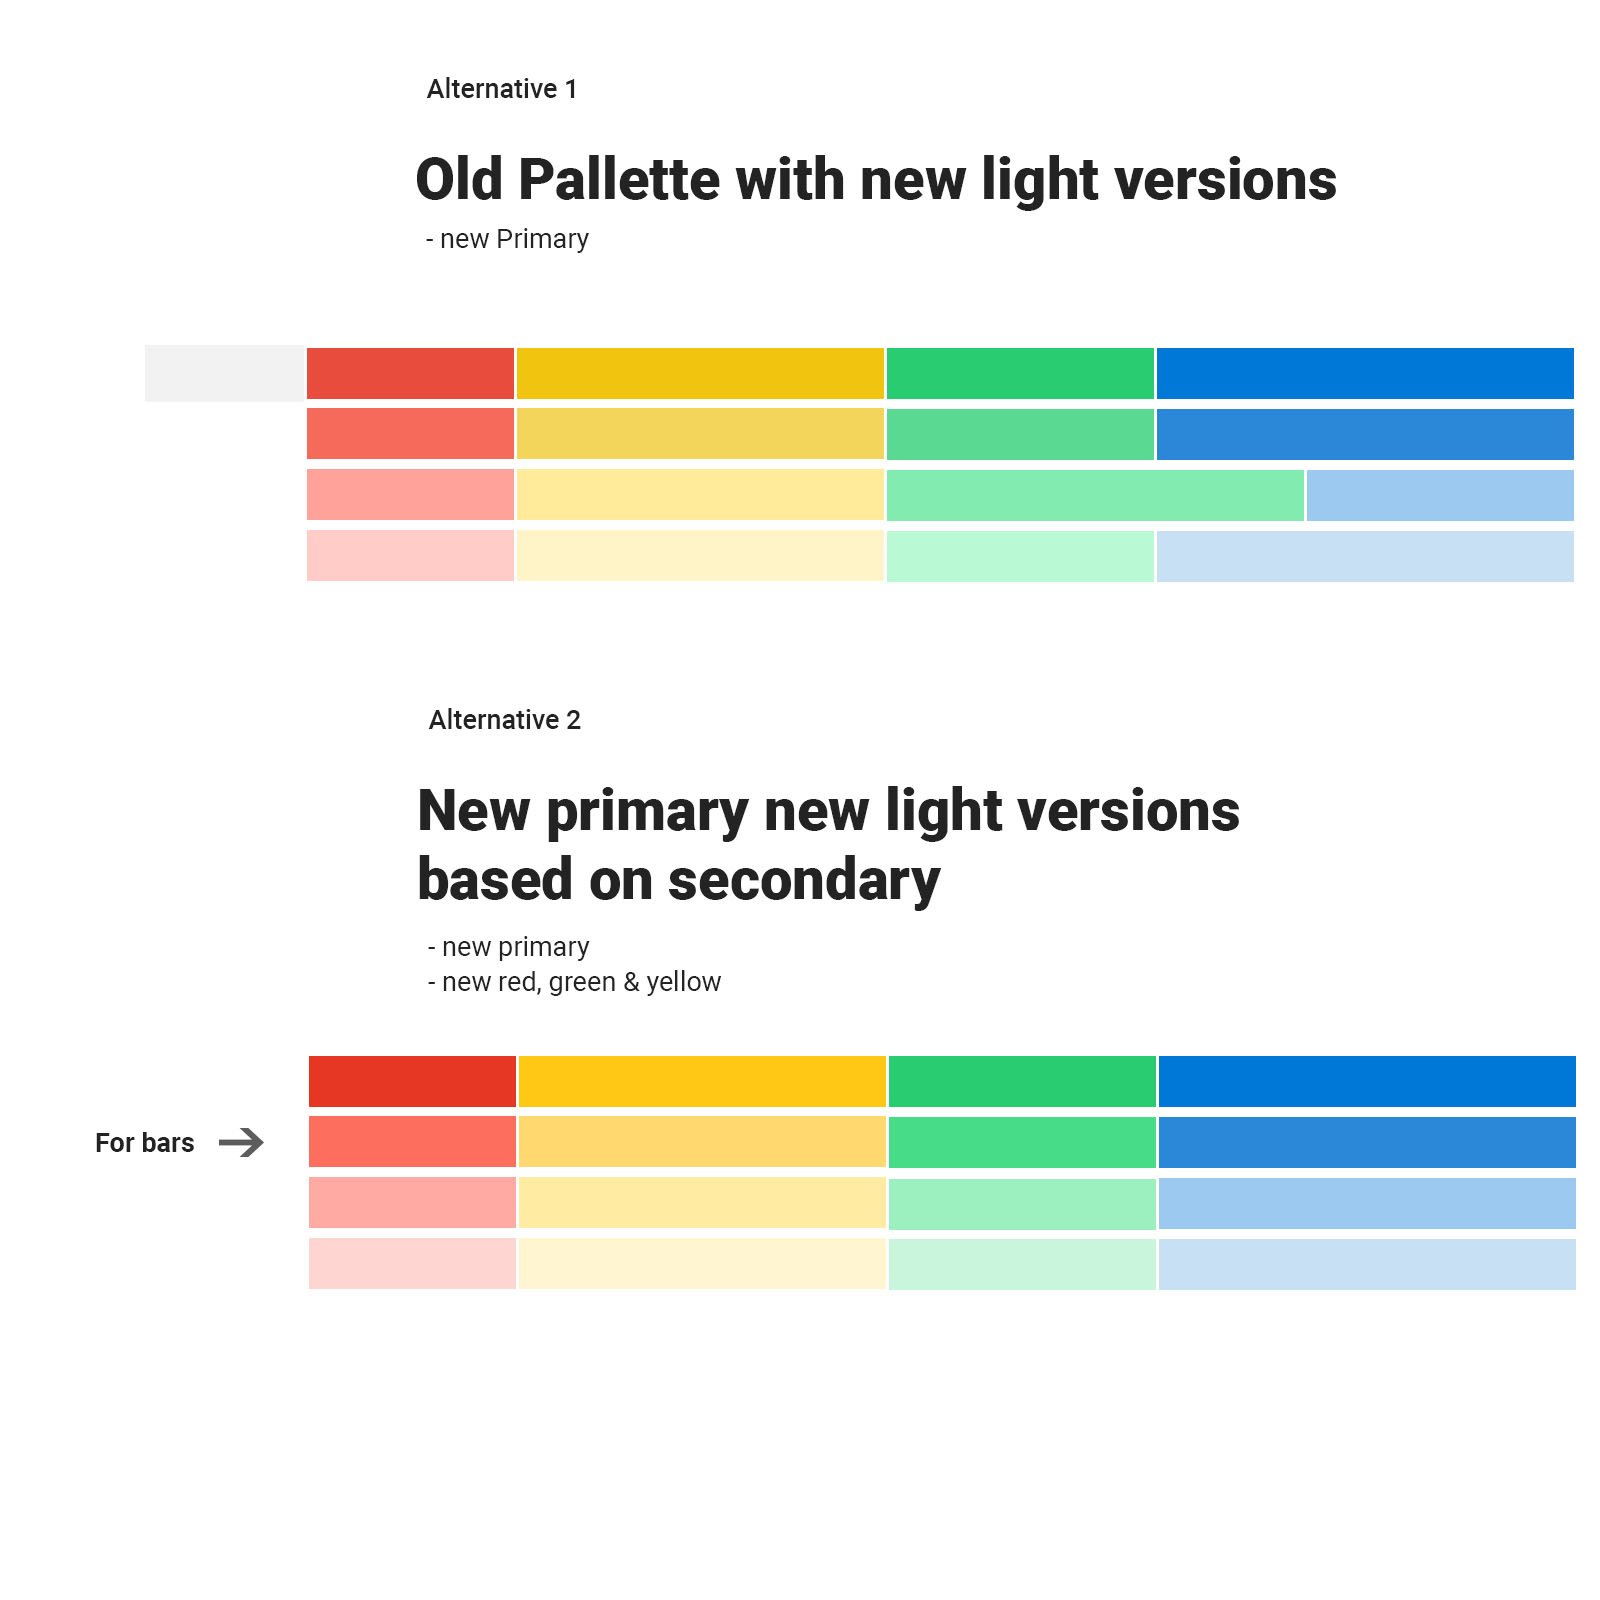 Alternative 1
Old Pallette with new light versions
- new Primary
Alternative 2
New primary new light versions
based on secondary
- new primary
- new red, green & yellow
For bars